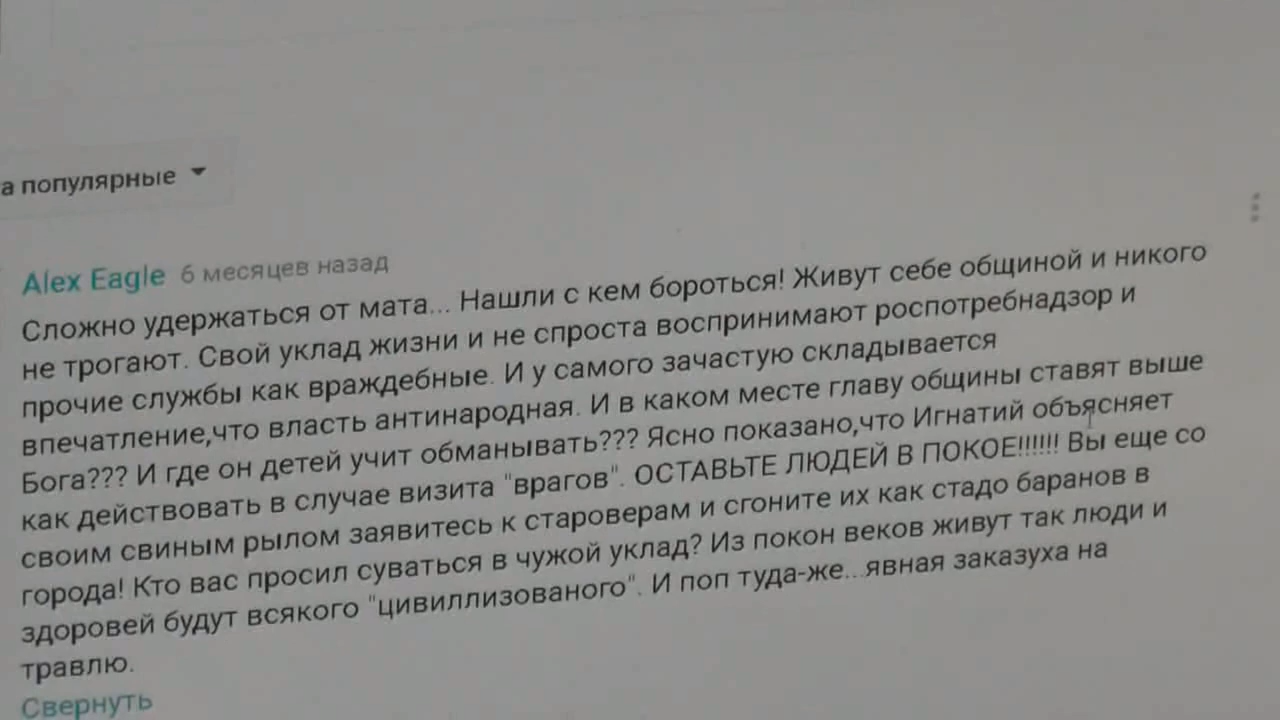 а популярные
Alex Eagle 6 месяцев назад
Сложно удержаться от мата... Нашли с кем бороться! Живут себе общиной и никого
не трогают. Свой уклад жизни и не спроста воспринимают роспотребнадзор и
прочие службы как враждебные. И у самого зачастую складывается
впечатление,что власть антинародная. И в каком месте главу общины ставят выше
Бога??? И где он детей учит обманывать??? Ясно показано,что Игнатий объясняет
как действовать в случае визита "врагов". ОСТАВЬТЕ ЛЮДЕЙ В ПОКОЕ!!!!!! Вы еще со
своим свиным рылом заявитесь к староверам и сгоните их как стадо баранов в
города! Кто вас просил суваться в чужой уклад? Из покон веков живут так люди и
здоровей будут всякого "цивиллизованого". И поп туда-же...явная заказуха на
травлю.
Свернуть